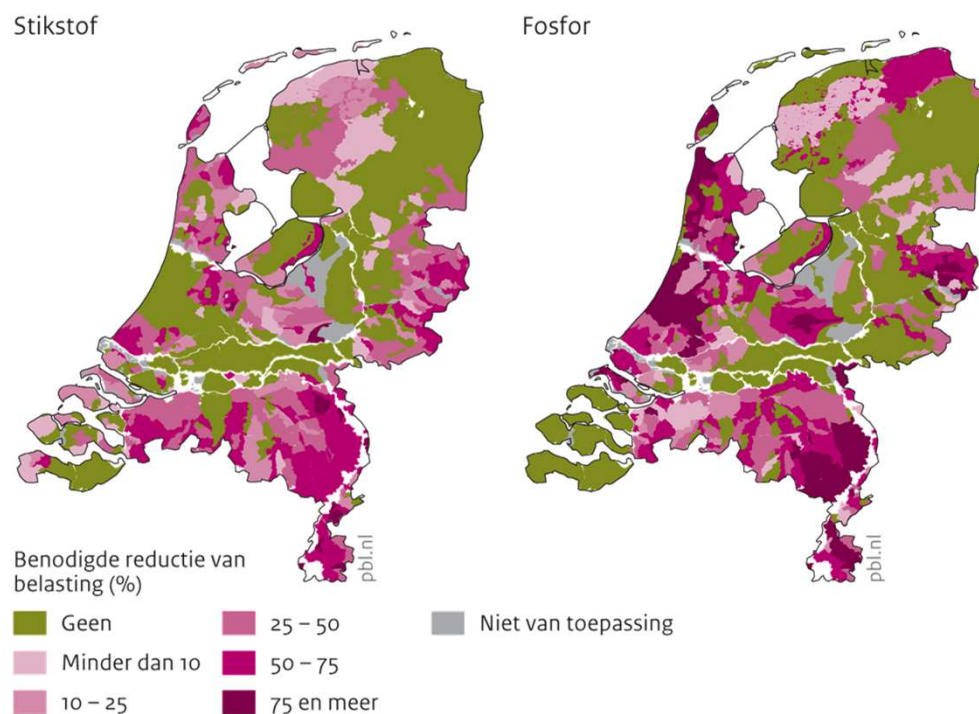 Stikstof
Fosfor
pbl.nl
pbl.nl
Benodigde reductie van
belasting (%)
Geen
Minder dan 10
10 – 25
25 – 50
50 – 75
75 en meer
Niet van toepassing